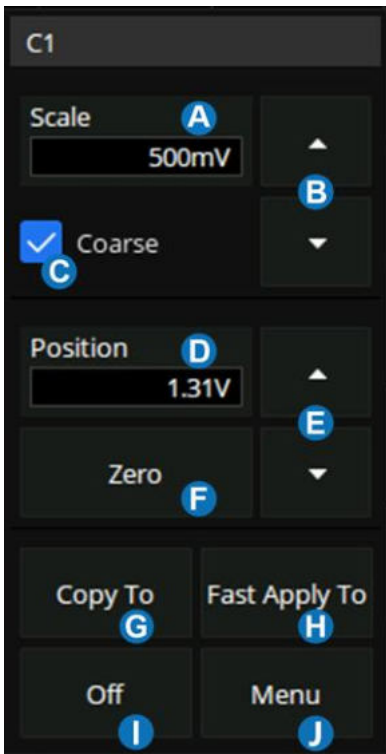 C1
Scale A
500mV
B
Coarse
C
Position D
1.31V
E
Zero
F
Copy To Fast Apply To
G H
Off Menu
I J